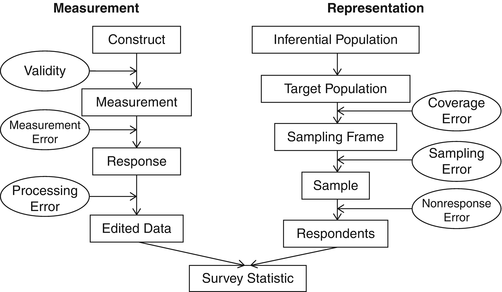 Measurement
Representation
Construct
Inferential Population
Validity
Measurement
Target Population
Coverage
Error
Measurement
Error
Sampling Frame
Response
Sampling
Error
Processing
Error
Sample
Nonresponse
Error
Edited Data
Respondents
Survey Statistic